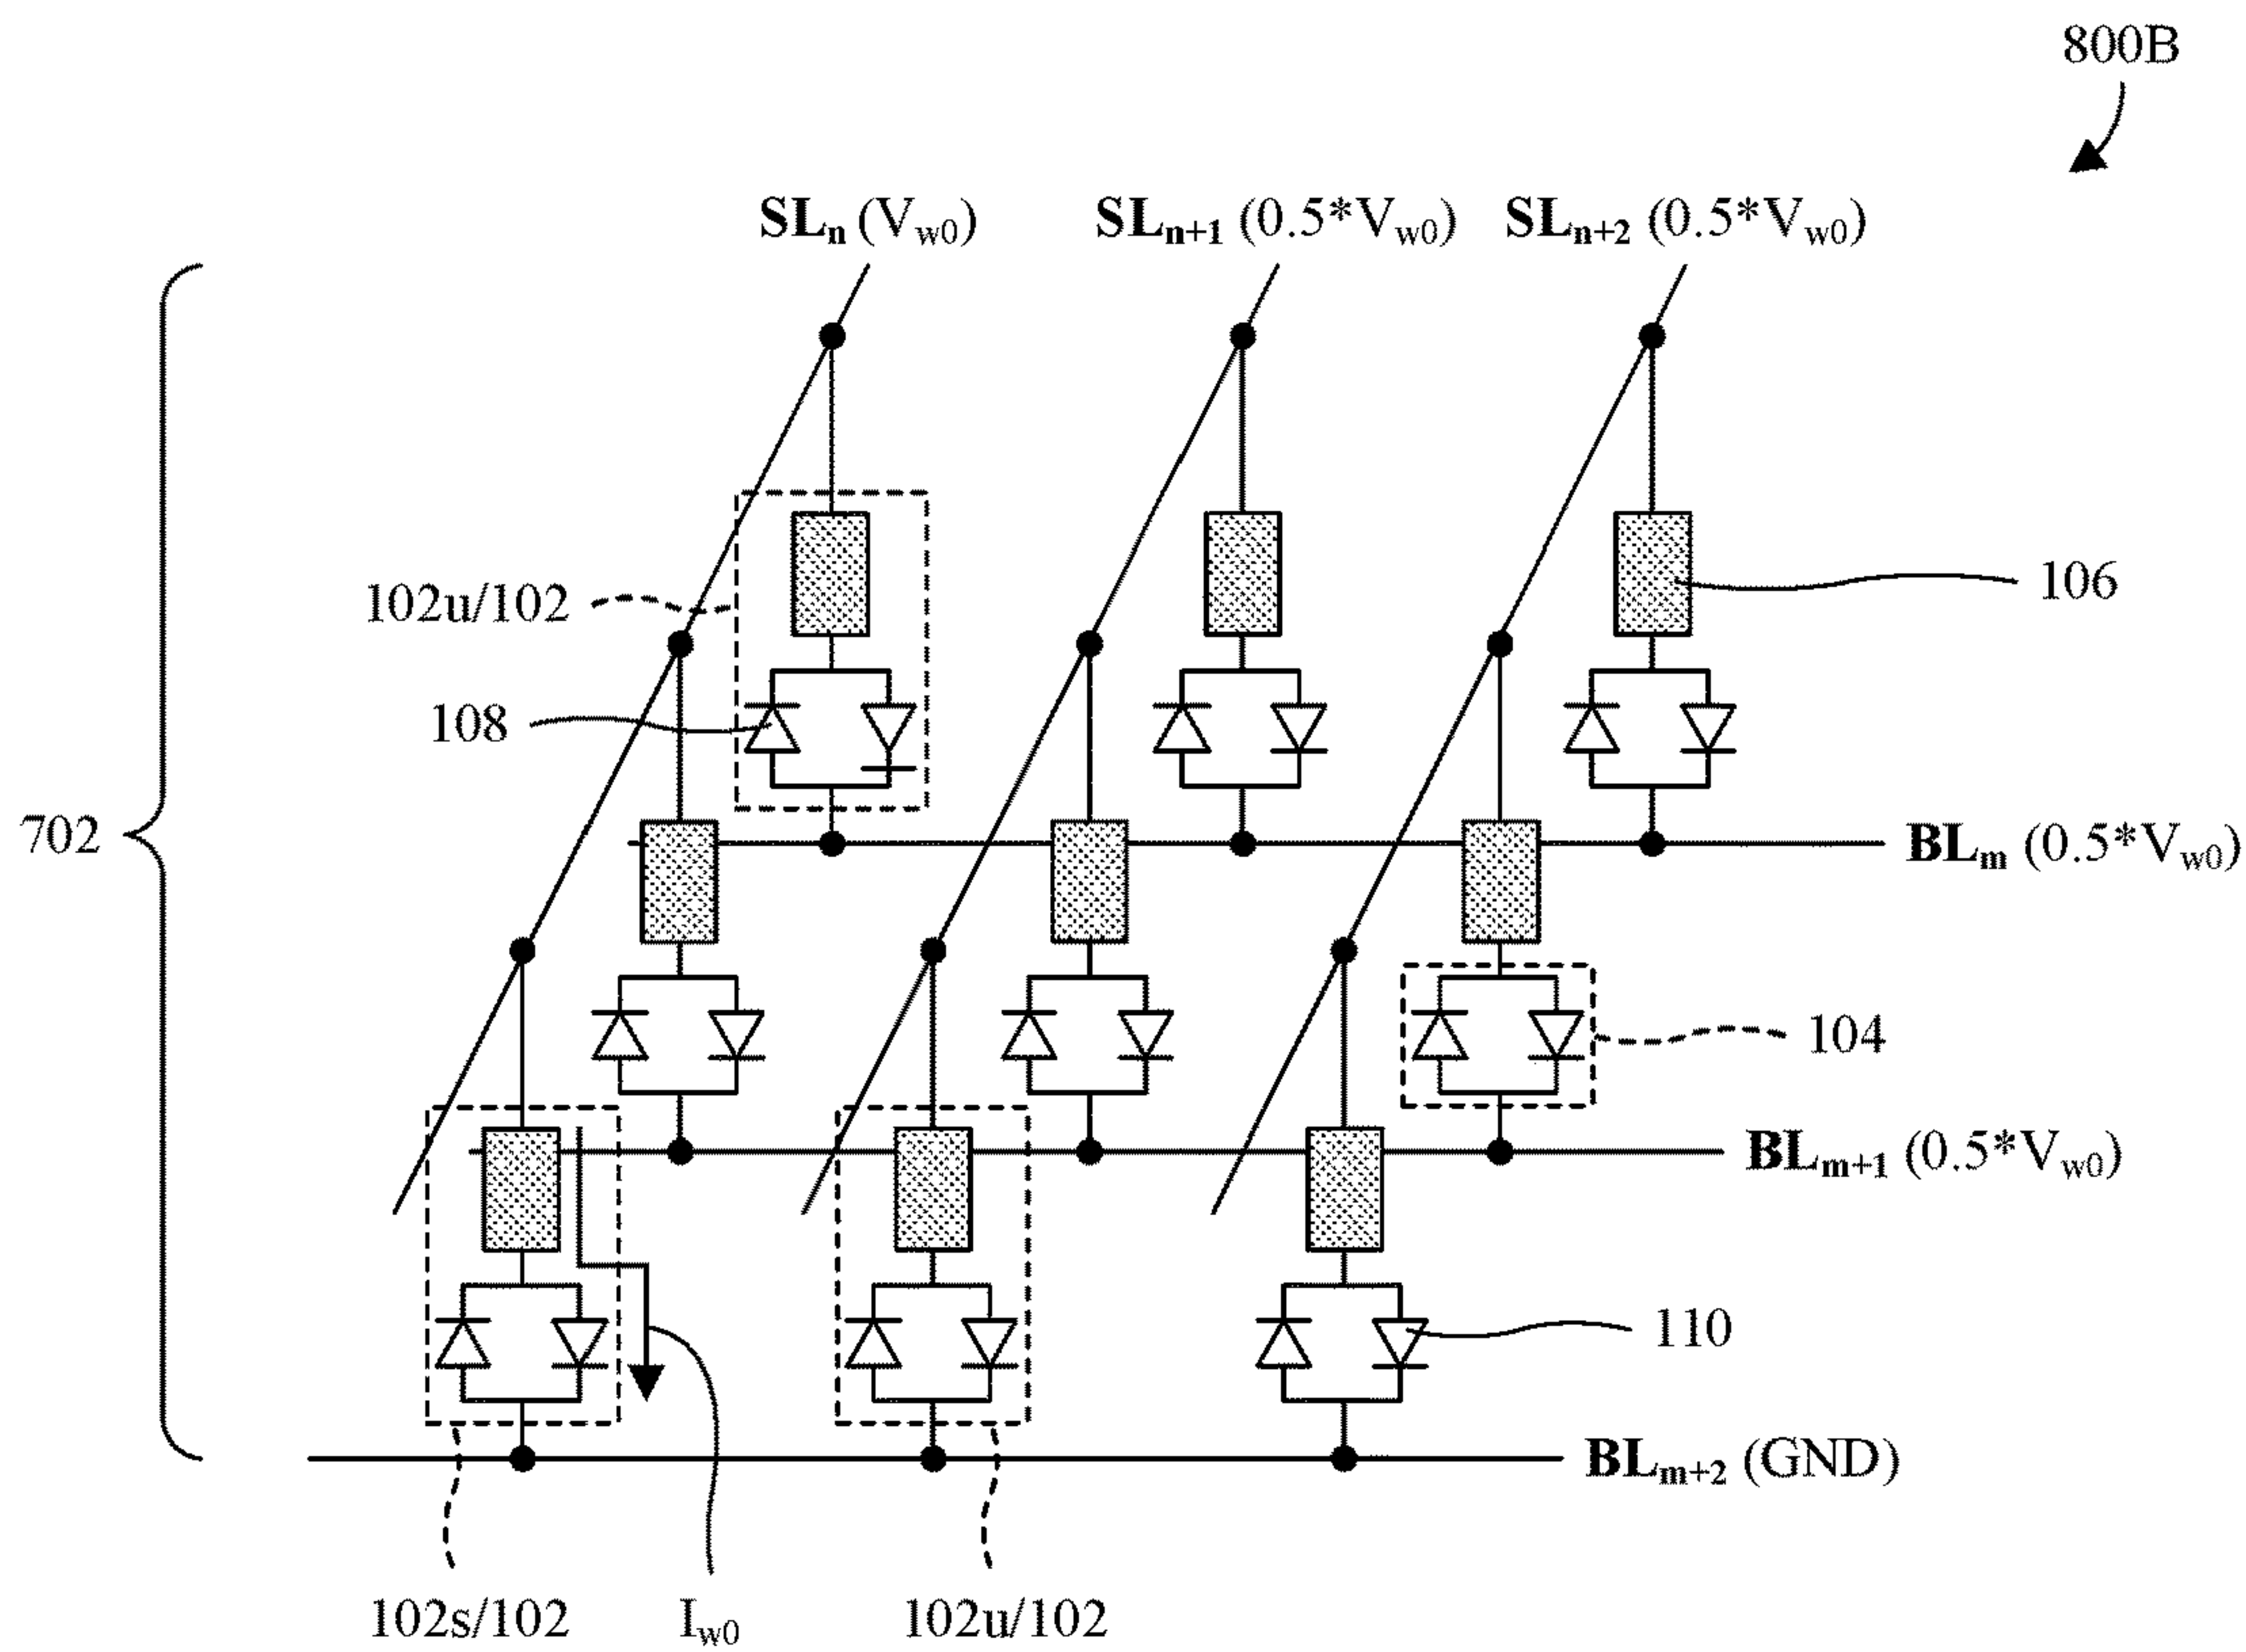 800B
SLn (Vw0) SLn+1 (0.5*Vw0) SLn+2 (0.5*Vw0)
102u/102
106
108
702
BLm (0.5*Vw0)
104
BLm+1 (0.5*Vw0)
110
BLm+2 (GND)
102s/102 Iw0 102u/102